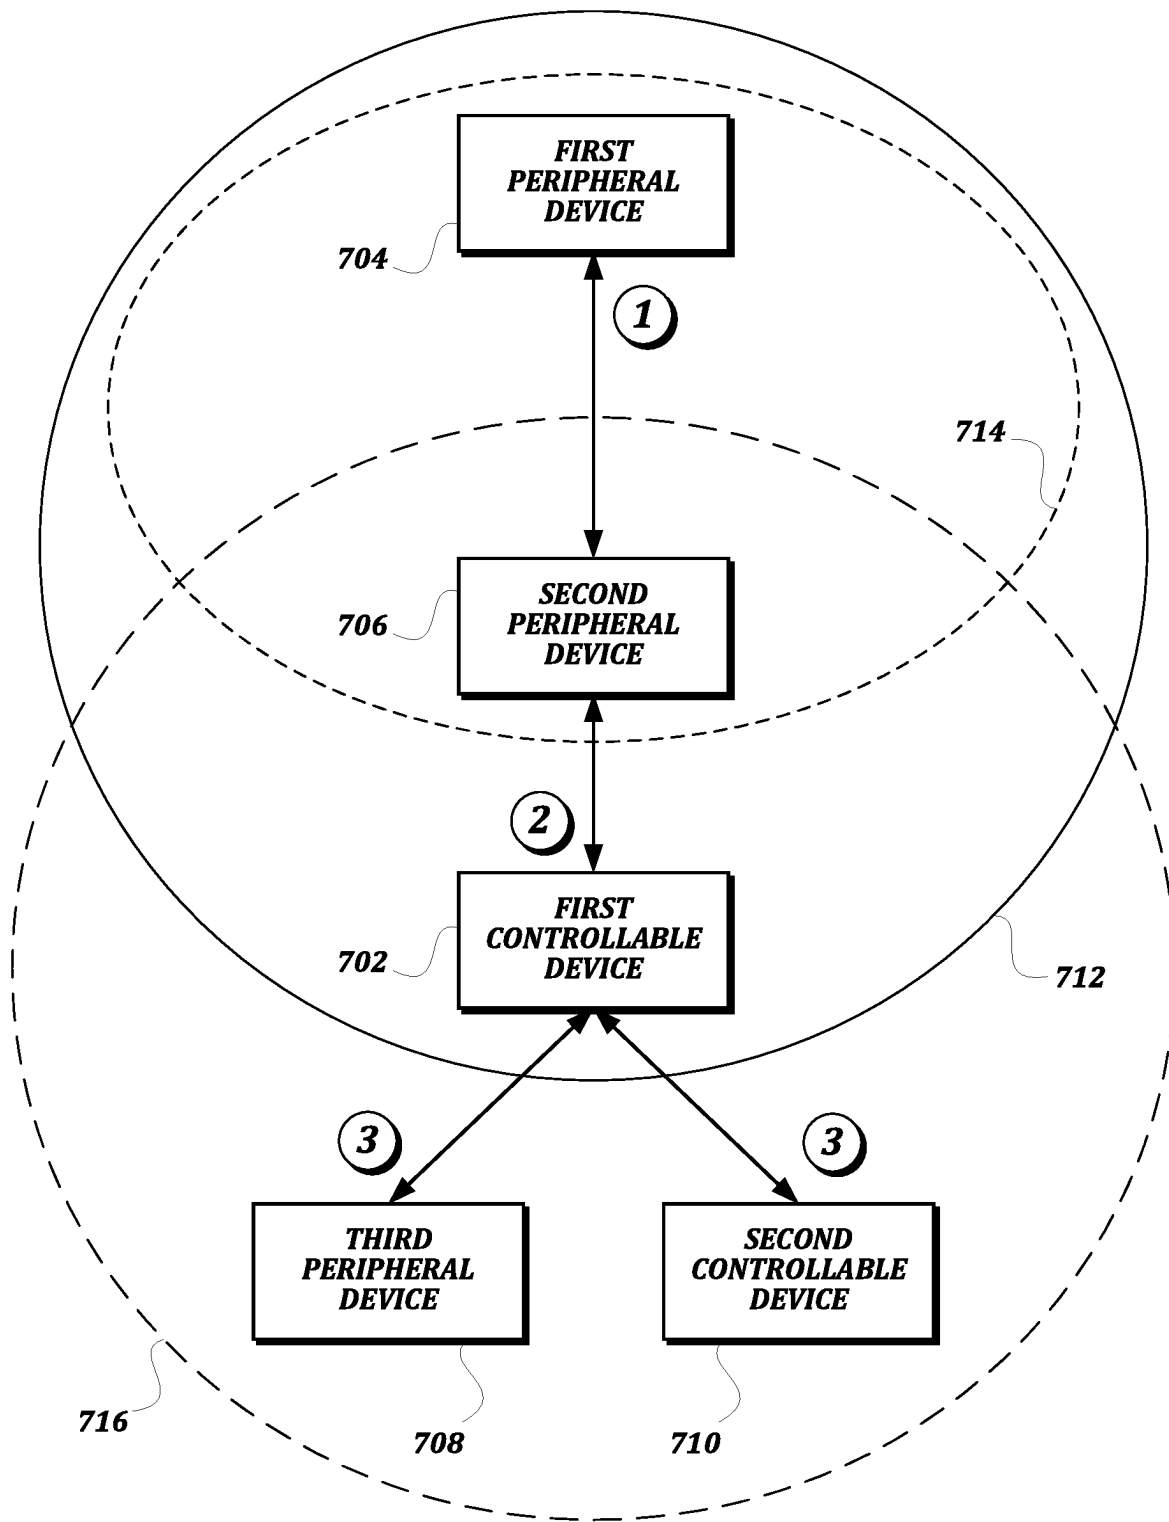 FIRST
PERIPHERAL
DEVICE
704
1
714
SECOND
PERIPHERAL
DEVICE
706
2
FIRST
CONTROLLABLE
DEVICE
702
712
3
3
THIRD
PERIPHERAL
DEVICE
SECOND
CONTROLLABLE
DEVICE
716
708
710